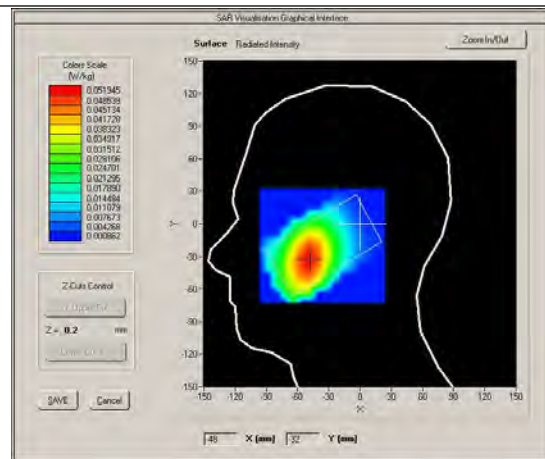 SAR Visualisation Graphical Interface
Surface Radiated Intensity
Zoom In/Out
Colors Scale
(W/kg)
0.051945
0.048539
0.045134
0.041728
0.038323
0.034917
0.031512
0.028106
0.024701
0.021295
0.017890
0.014484
0.011079
0.007673
0.004268
0.000862
150
120
90
60
30
0
-30
-60
-90
-120
-150
Y
-150 -120 -90 -60 -30 0 30 60 90 120 150
X
Z-Cuts Control
Z = 0.2 mm
SAVE Cancel
-48 X (mm) -32 Y (mm)